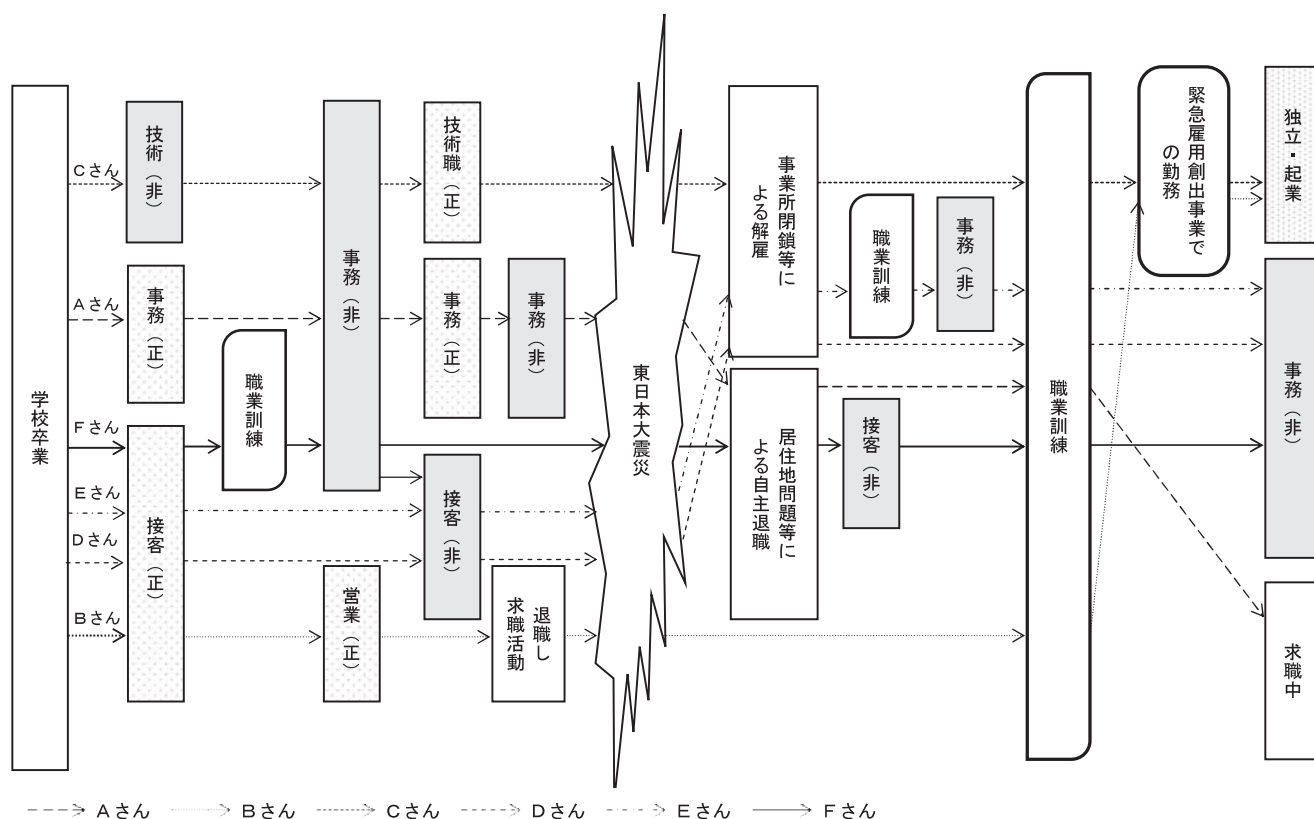 学校卒業
Cさん
Aさん
Fさん
Eさん
Dさん
Bさん
技術（非）
事務（正）
接客（正）
職業訓練
事務（非）
営業（正）
技術職（正）
事務（正）
事務（非）
接客（非）
退職し
求職活動
東日本大震災
事業所閉鎖等に
よる解雇
居住地問題等に
よる自主退職
職業訓練
事務（非）
接客（非）
職業訓練
緊急雇用創出事業で
の勤務
独立・起業
事務（非）
求職中
Aさん
Bさん
Cさん
Dさん
Eさん
Fさん